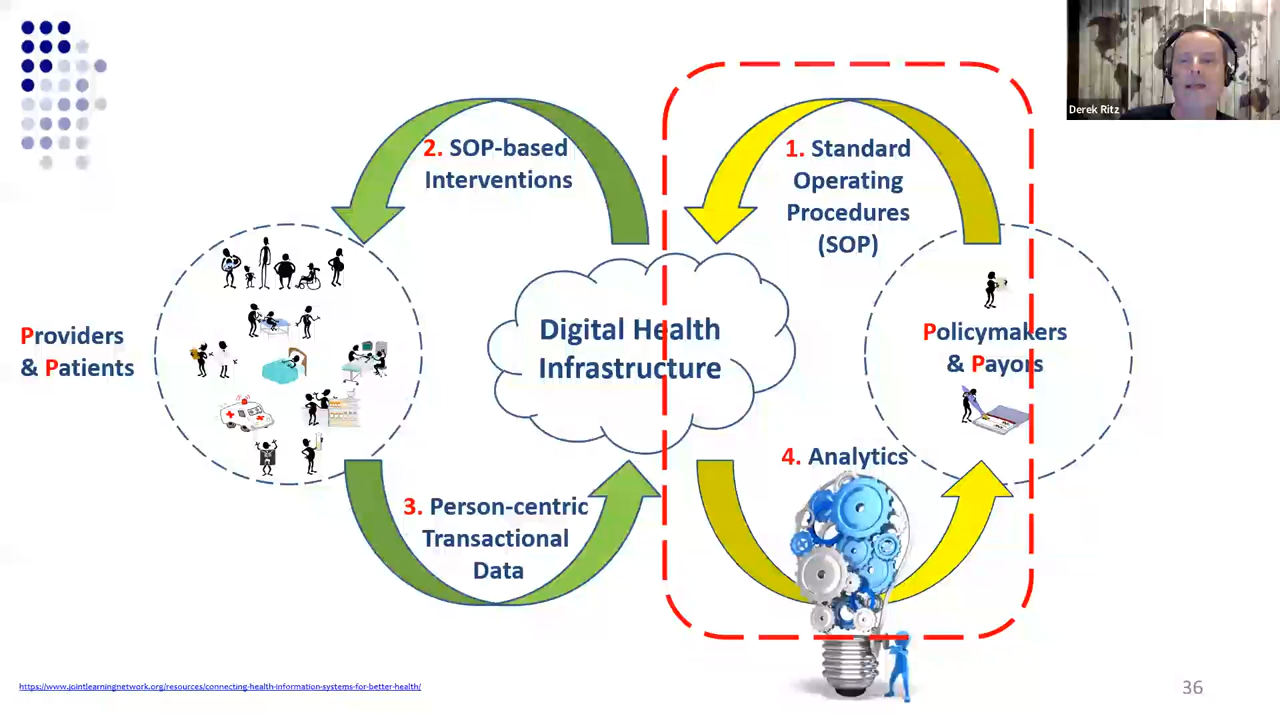 Derek Ritz
2. SOP-based
Interventions
1. Standard
Operating
Procedures
(SOP)
Providers
& Patients
Digital Health
Infrastructure
Policymakers
& Payors
3. Person-centric
Transactional
Data
4. Analytics
https://www.jointlearningnetwork.org/resources/connecting-health-information-systems-for-better-health/
36